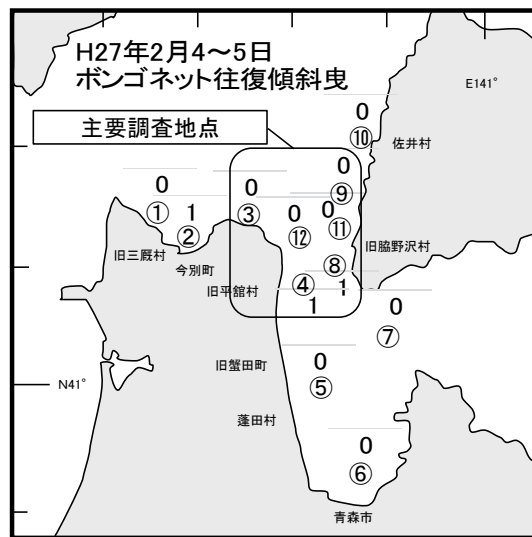 H27年2月4～5日
ボンゴネット往復傾斜曳
E141°
主要調査地点
0
⑩
佐井村
0
⑨
0
①
1
②
0
③
0
⑫
0
⑪
旧三厩村
今別町
旧脇野沢村
⑧
1
④
1
旧平舘村
0
⑦
旧蟹田町
0
⑤
N41°
蓬田村
0
⑥
青森市